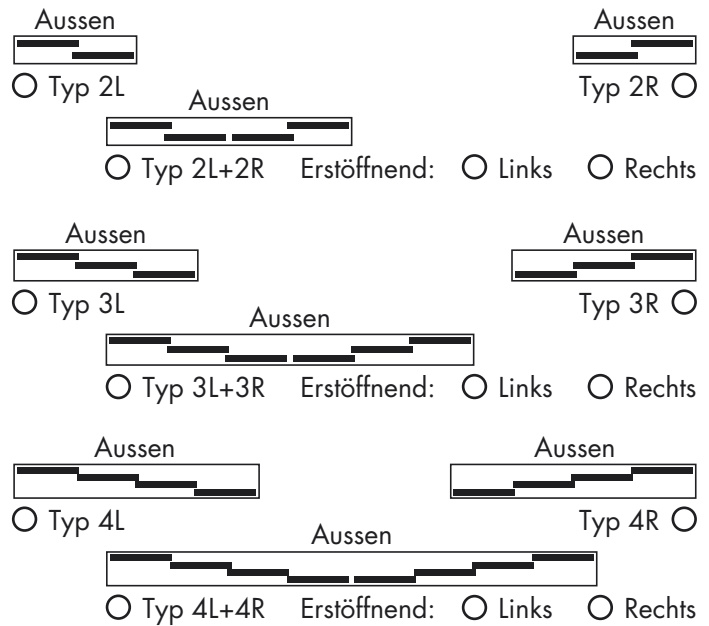 Aussen Aussen
Typ 2L Typ 2R
Aussen
Typ 2L+2R Erstöffnend: Links Rechts
Aussen Aussen
Typ 3L Typ 3R
Aussen
Typ 3L+3R Erstöffnend: Links Rechts
Aussen Aussen
Typ 4L Typ 4R
Aussen
Typ 4L+4R Erstöffnend: Links Rechts